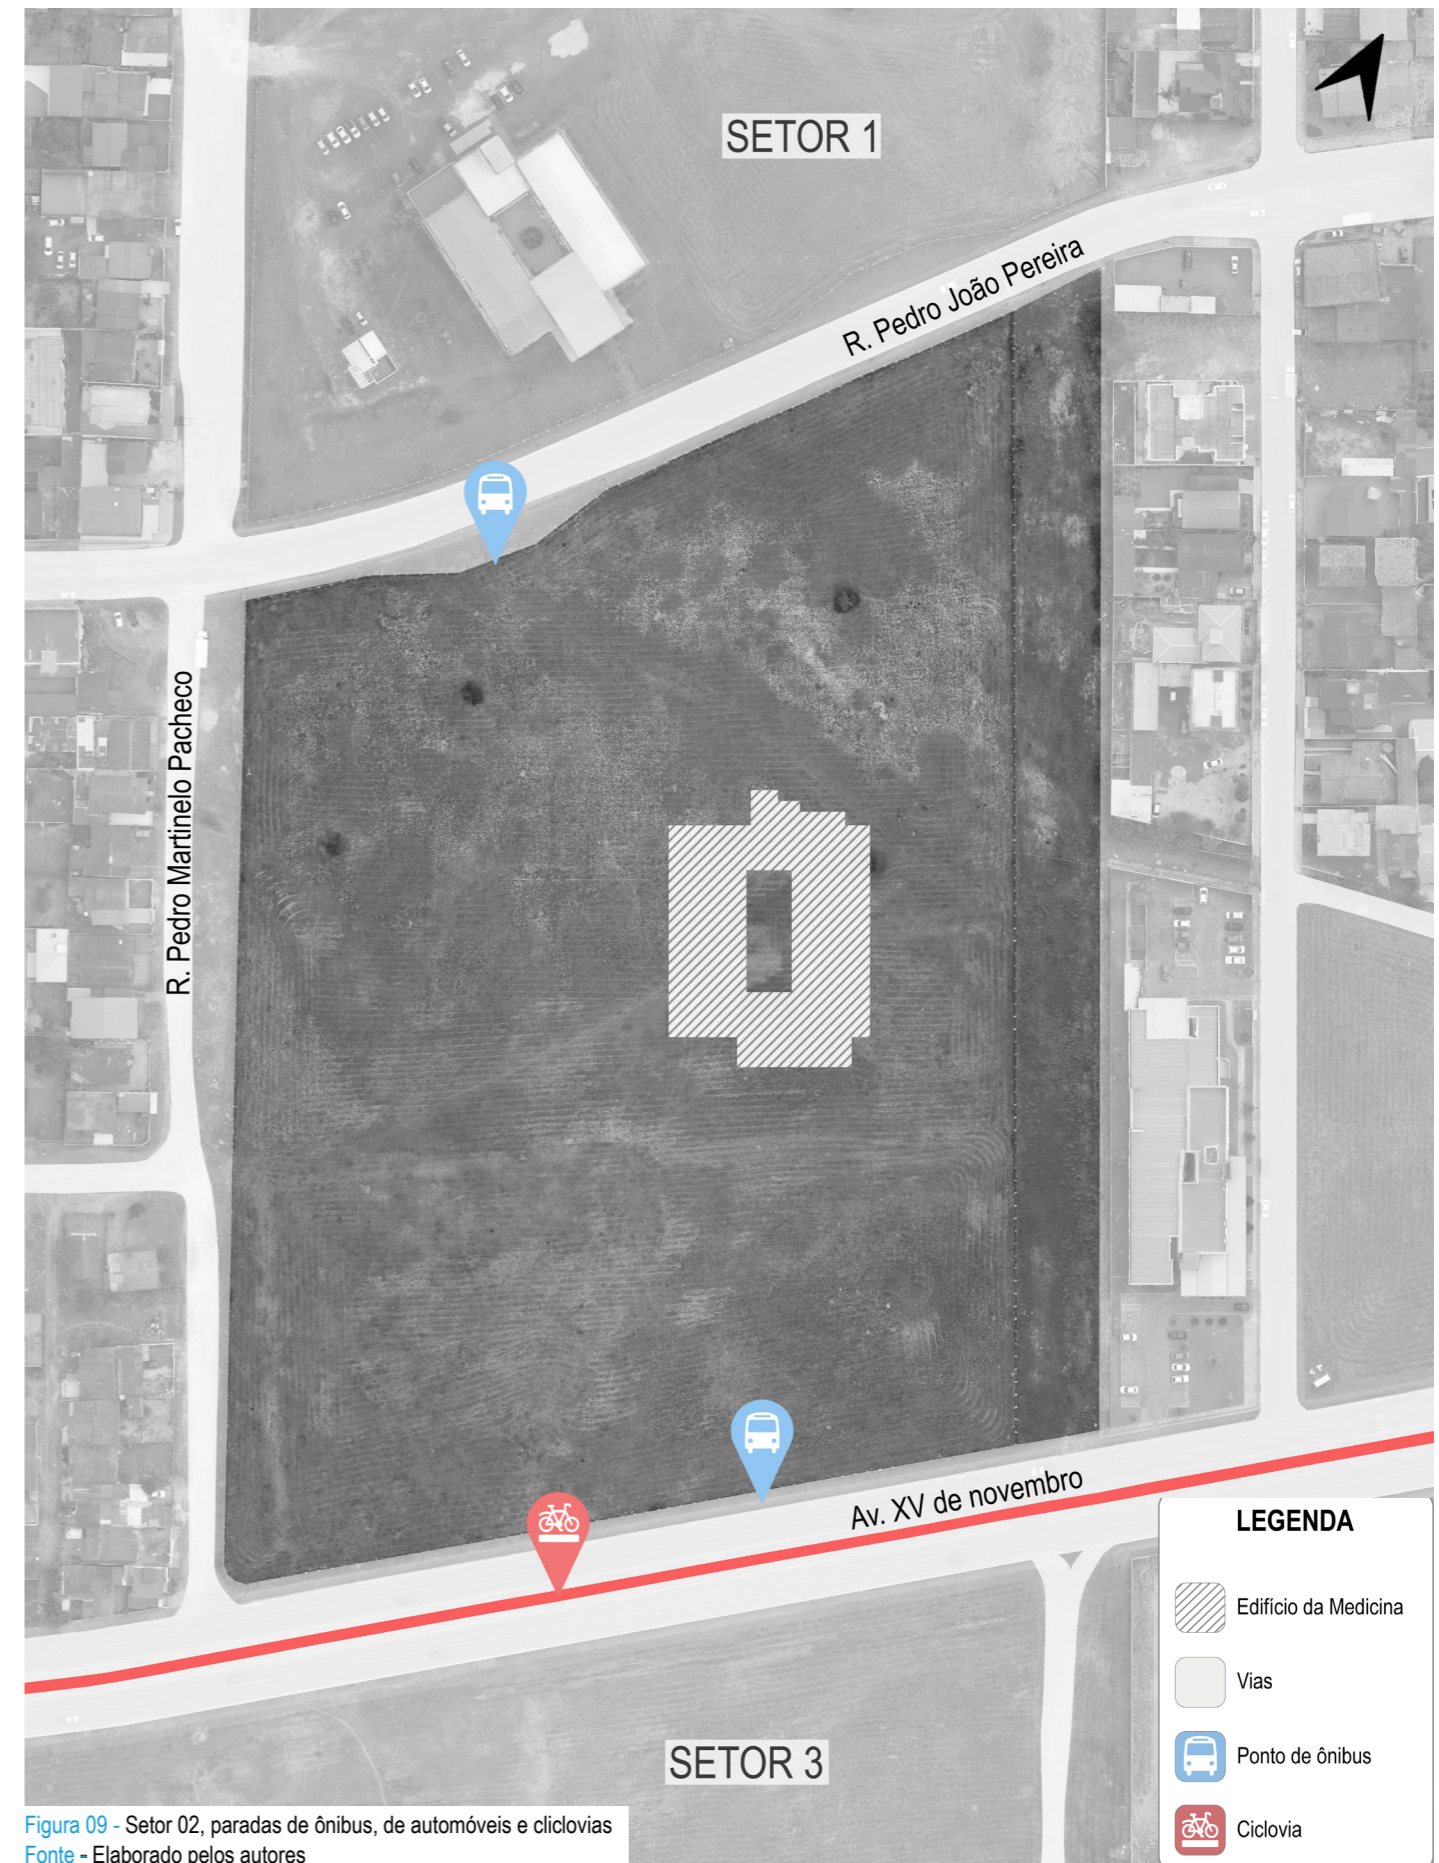 SETOR 1
R. Pedro João Pereira
R. Pedro Martinelo Pacheco
Av. XV de novembro
LEGENDA
Edifício da Medicina
Vias
Ponto de ônibus
Ciclovia
SETOR 3
Figura 09 - Setor 02, paradas de ônibus, de automóveis e cliclovias
Fonte - Elaborado pelos autores